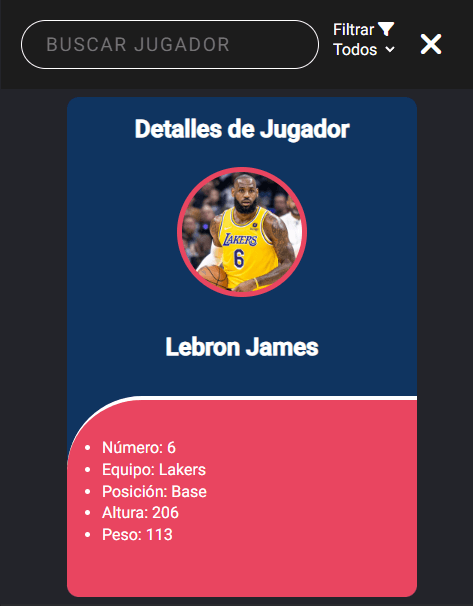 BUSCAR JUGADOR
Filtrar
Todos
Detalles de Jugador
LAKERS
6
Lebron James
Número: 6
Equipo: Lakers
Posición: Base
Altura: 206
Peso: 113